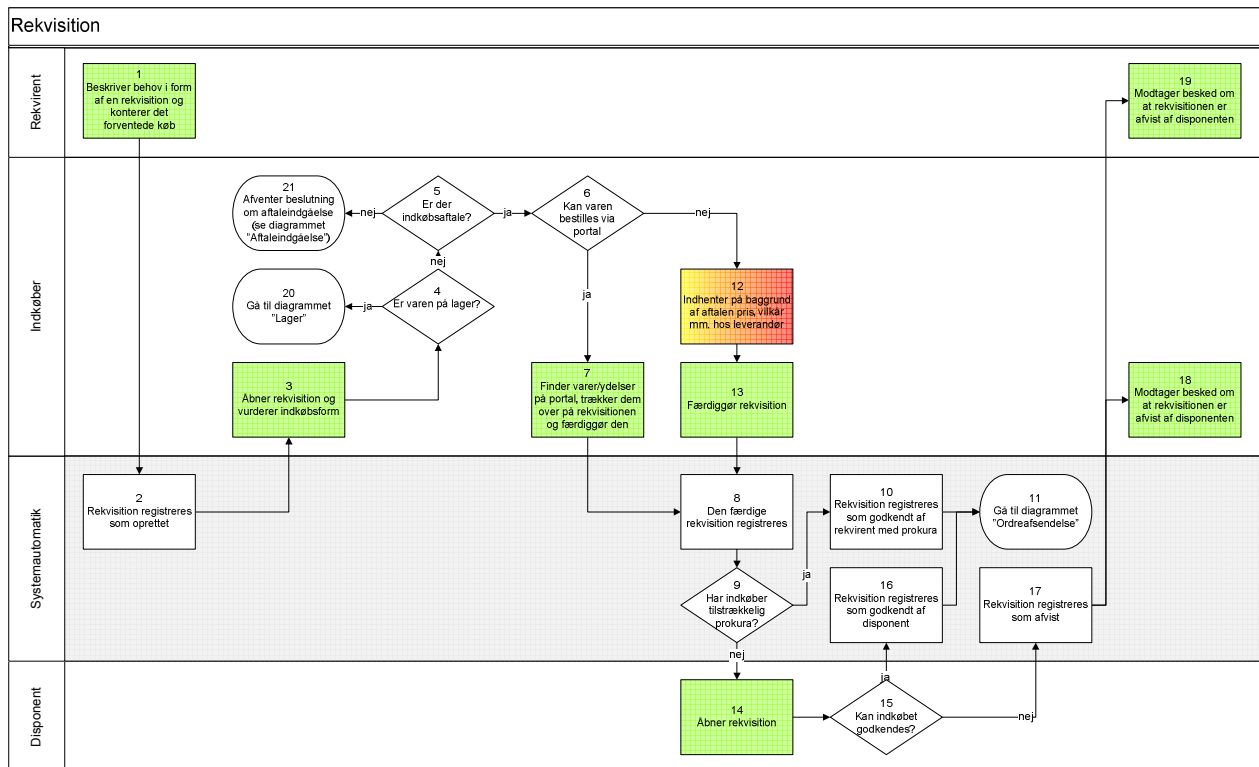 Rekvisition
Rekvirent
1
Beskriver behov i form
af en rekvisition og
konterer det
forventede køb
19
Modtager besked om
at rekvisitionen er
afvist af disponenten
Indkøber
21
Afventer beslutning
om aftaleindgåelse
(se diagrammet
"Aftaleindgåelse")
nej
5
Er der
indkøbsaftale?
ja
6
Kan varen
bestilles via
portal
nej
20
Gå til diagrammet
"Lager"
ja
nej
4
Er varen på lager?
ja
12
Indhenter på baggrund
af aftalen pris, vilkår
mm. hos leverandør
3
Åbner rekvisition og
vurderer indkøbsform
7
Finder varer/ydelser
på portal, trækker dem
over på rekvisitionen
og færdiggør den
13
Færdiggør rekvisition
18
Modtager besked om
at rekvisitionen er
afvist af disponenten
Systemautomatik
2
Rekvisition registreres
som oprettet
8
Den færdige
rekvisition registreres
10
Rekvisition registreres
som godkendt af
rekvirent med prokura
11
Gå til diagrammet
"Ordreafsendelse"
9
Har indkøber
tilstrækkelig
prokura?
ja
16
Rekvisition registreres
som godkendt af
disponent
17
Rekvisition registreres
som afvist
nej
Disponent
14
Åbner rekvisition
ja
15
Kan indkøbet
godkendes?
nej